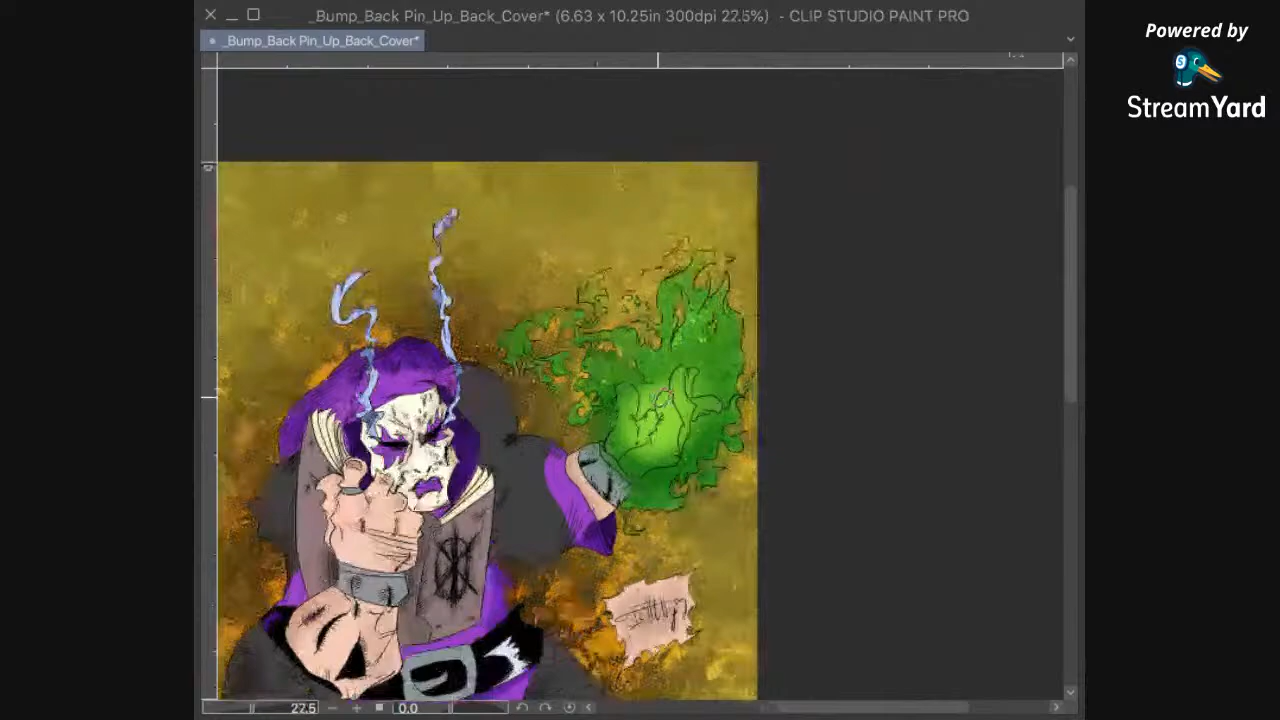 _Bump_Back Pin_Up_Back_Cover* (6.63 x 10.25in 300dpi 22.5%) - CLIP STUDIO PAINT PRO
_Bump_Back Pin_Up_Back_Cover*
Powered by
StreamYard
22.5
0.0